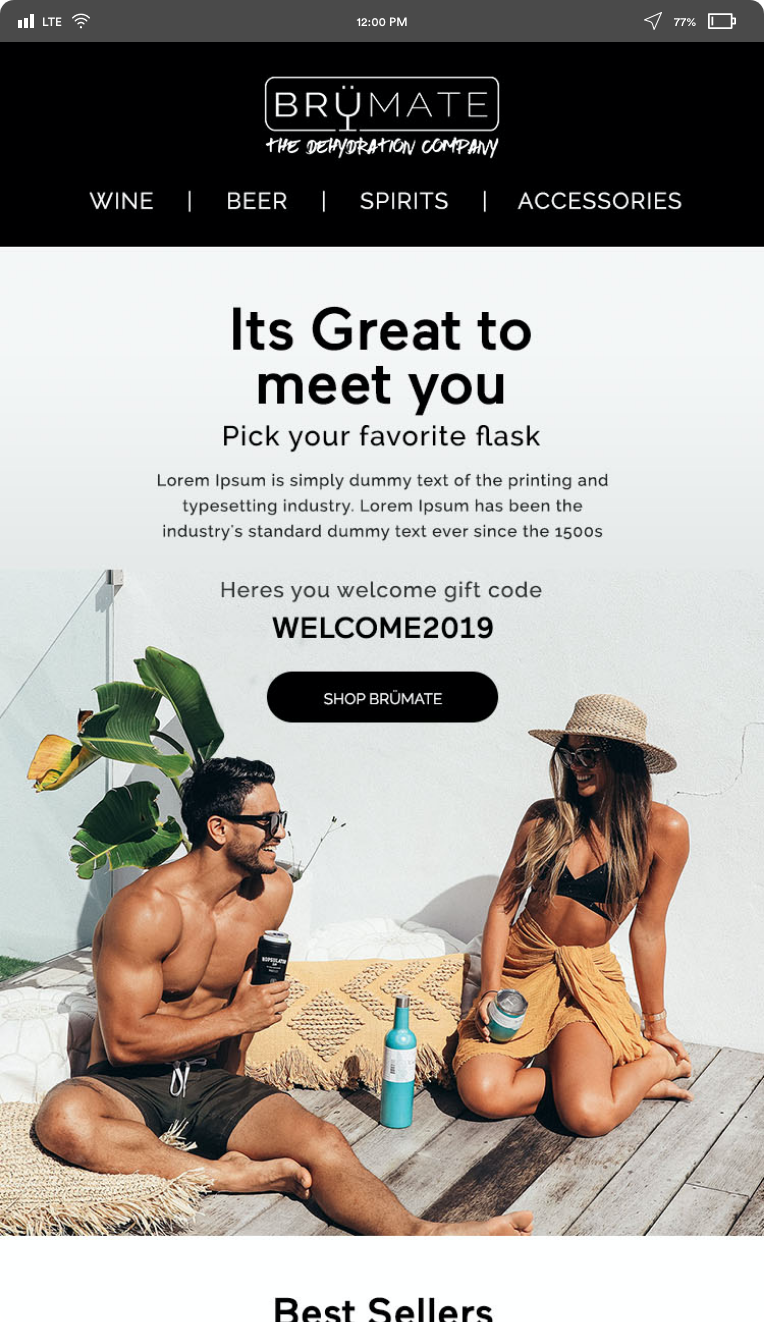 LTE
12:00 PM
77%
BRÜMATE
THE DEHYDRATION COMPANY
WINE | BEER | SPIRITS | ACCESSORIES
Its Great to
meet you
Pick your favorite flask
Lorem Ipsum is simply dummy text of the printing and
typesetting industry. Lorem Ipsum has been the
industry's standard dummy text ever since the 1500s
Heres you welcome gift code
WELCOME2019
SHOP BRÜMATE
HOPSULATOR
Best Sellers